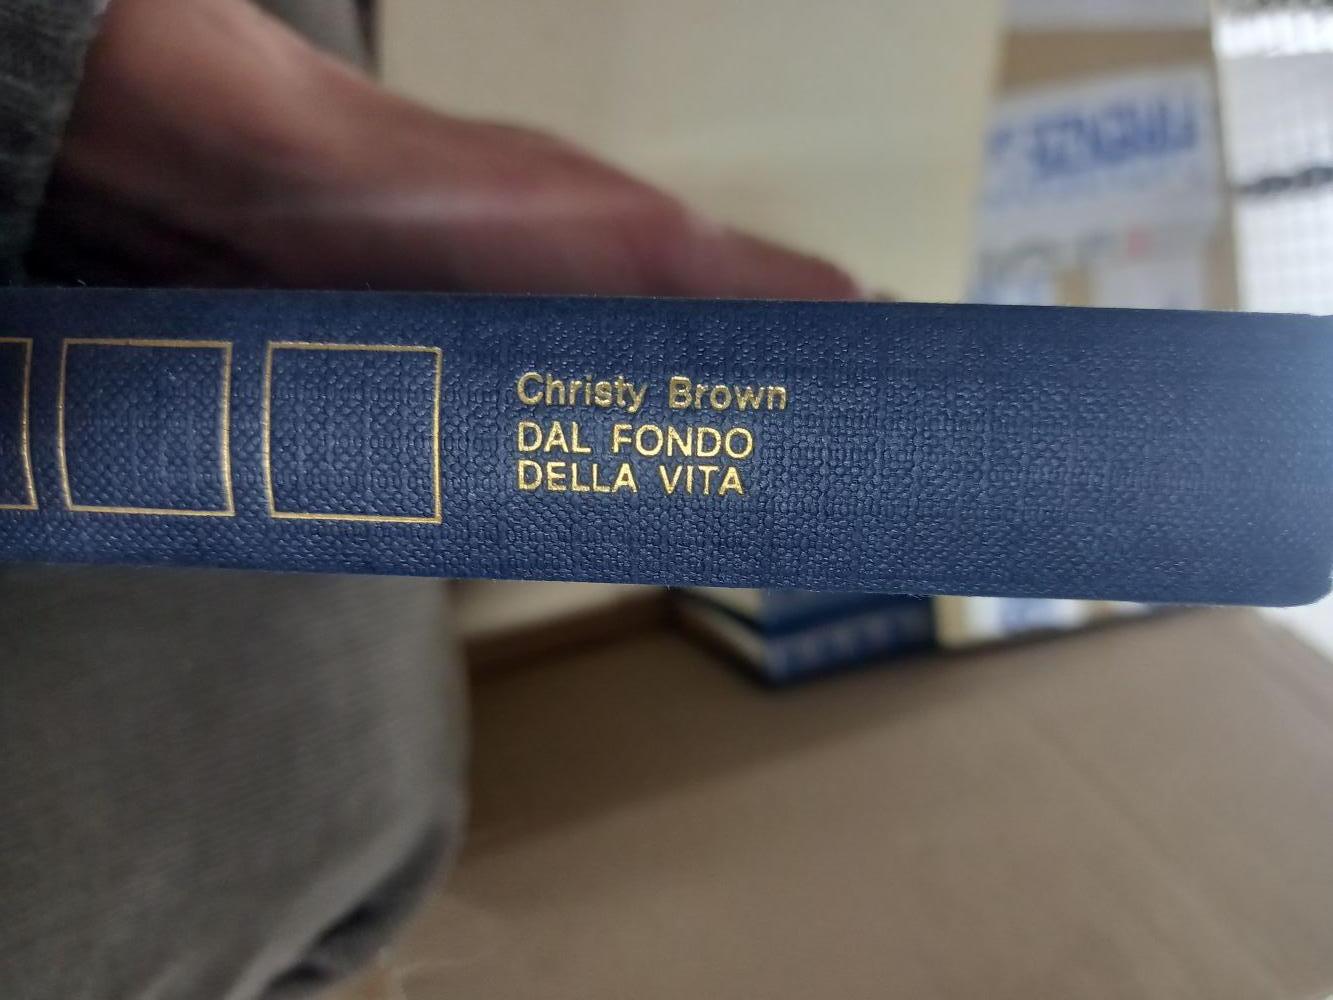 Christy Brown
DAL FONDO
DELLA VITA